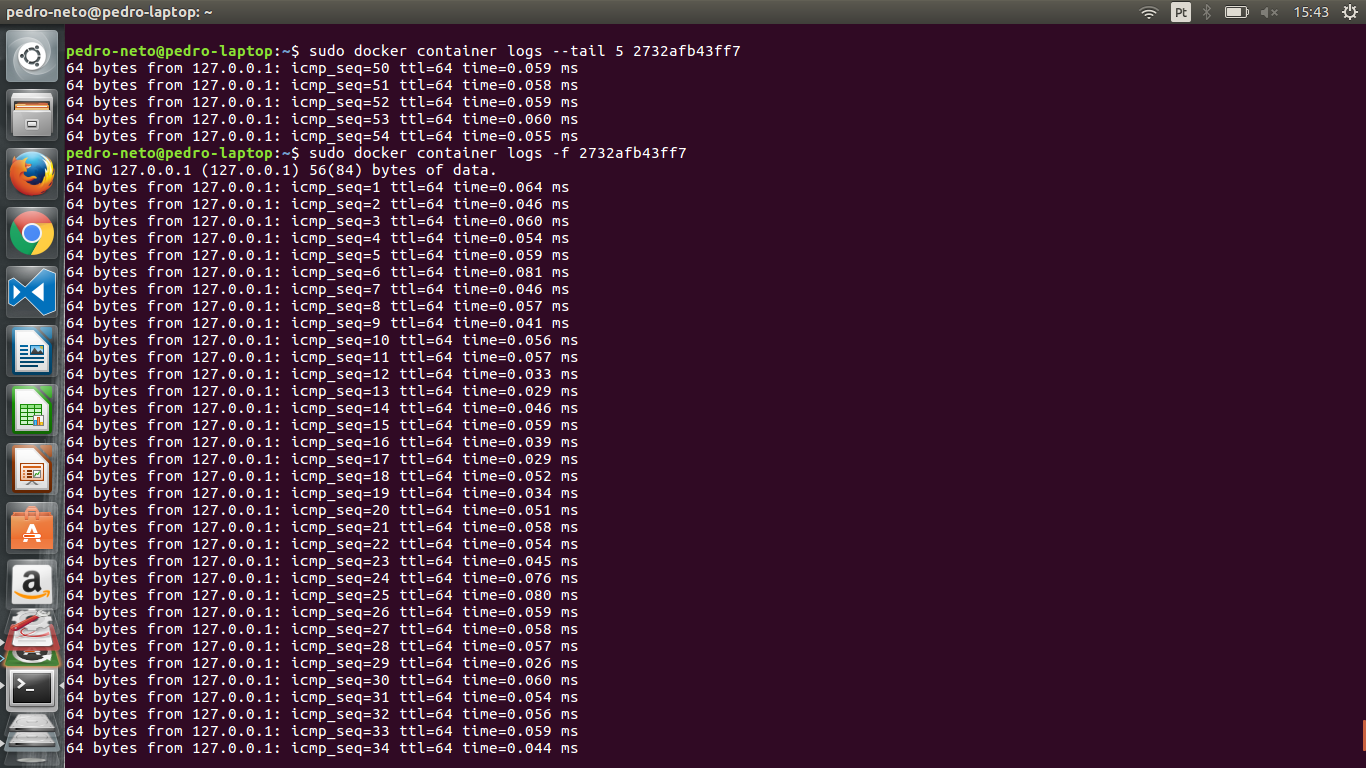 pedro-neto@pedro-laptop: ~
Pt
15:43
pedro-neto@pedro-laptop:~$ sudo docker container logs --tail 5 2732afb43ff7
64 bytes from 127.0.0.1: icmp_seq=50 ttl=64 time=0.059 ms
64 bytes from 127.0.0.1: icmp_seq=51 ttl=64 time=0.058 ms
64 bytes from 127.0.0.1: icmp_seq=52 ttl=64 time=0.059 ms
64 bytes from 127.0.0.1: icmp_seq=53 ttl=64 time=0.060 ms
64 bytes from 127.0.0.1: icmp_seq=54 ttl=64 time=0.055 ms
pedro-neto@pedro-laptop:~$ sudo docker container logs -f 2732afb43ff7
PING 127.0.0.1 (127.0.0.1) 56(84) bytes of data.
64 bytes from 127.0.0.1: icmp_seq=1 ttl=64 time=0.064 ms
64 bytes from 127.0.0.1: icmp_seq=2 ttl=64 time=0.046 ms
64 bytes from 127.0.0.1: icmp_seq=3 ttl=64 time=0.060 ms
64 bytes from 127.0.0.1: icmp_seq=4 ttl=64 time=0.054 ms
64 bytes from 127.0.0.1: icmp_seq=5 ttl=64 time=0.059 ms
64 bytes from 127.0.0.1: icmp_seq=6 ttl=64 time=0.081 ms
64 bytes from 127.0.0.1: icmp_seq=7 ttl=64 time=0.046 ms
64 bytes from 127.0.0.1: icmp_seq=8 ttl=64 time=0.057 ms
64 bytes from 127.0.0.1: icmp_seq=9 ttl=64 time=0.041 ms
64 bytes from 127.0.0.1: icmp_seq=10 ttl=64 time=0.056 ms
64 bytes from 127.0.0.1: icmp_seq=11 ttl=64 time=0.057 ms
64 bytes from 127.0.0.1: icmp_seq=12 ttl=64 time=0.033 ms
64 bytes from 127.0.0.1: icmp_seq=13 ttl=64 time=0.029 ms
64 bytes from 127.0.0.1: icmp_seq=14 ttl=64 time=0.046 ms
64 bytes from 127.0.0.1: icmp_seq=15 ttl=64 time=0.059 ms
64 bytes from 127.0.0.1: icmp_seq=16 ttl=64 time=0.039 ms
64 bytes from 127.0.0.1: icmp_seq=17 ttl=64 time=0.029 ms
64 bytes from 127.0.0.1: icmp_seq=18 ttl=64 time=0.052 ms
64 bytes from 127.0.0.1: icmp_seq=19 ttl=64 time=0.034 ms
64 bytes from 127.0.0.1: icmp_seq=20 ttl=64 time=0.051 ms
64 bytes from 127.0.0.1: icmp_seq=21 ttl=64 time=0.058 ms
64 bytes from 127.0.0.1: icmp_seq=22 ttl=64 time=0.054 ms
64 bytes from 127.0.0.1: icmp_seq=23 ttl=64 time=0.045 ms
64 bytes from 127.0.0.1: icmp_seq=24 ttl=64 time=0.076 ms
64 bytes from 127.0.0.1: icmp_seq=25 ttl=64 time=0.080 ms
64 bytes from 127.0.0.1: icmp_seq=26 ttl=64 time=0.059 ms
64 bytes from 127.0.0.1: icmp_seq=27 ttl=64 time=0.058 ms
64 bytes from 127.0.0.1: icmp_seq=28 ttl=64 time=0.057 ms
64 bytes from 127.0.0.1: icmp_seq=29 ttl=64 time=0.026 ms
64 bytes from 127.0.0.1: icmp_seq=30 ttl=64 time=0.060 ms
64 bytes from 127.0.0.1: icmp_seq=31 ttl=64 time=0.054 ms
64 bytes from 127.0.0.1: icmp_seq=32 ttl=64 time=0.056 ms
64 bytes from 127.0.0.1: icmp_seq=33 ttl=64 time=0.059 ms
64 bytes from 127.0.0.1: icmp_seq=34 ttl=64 time=0.044 ms